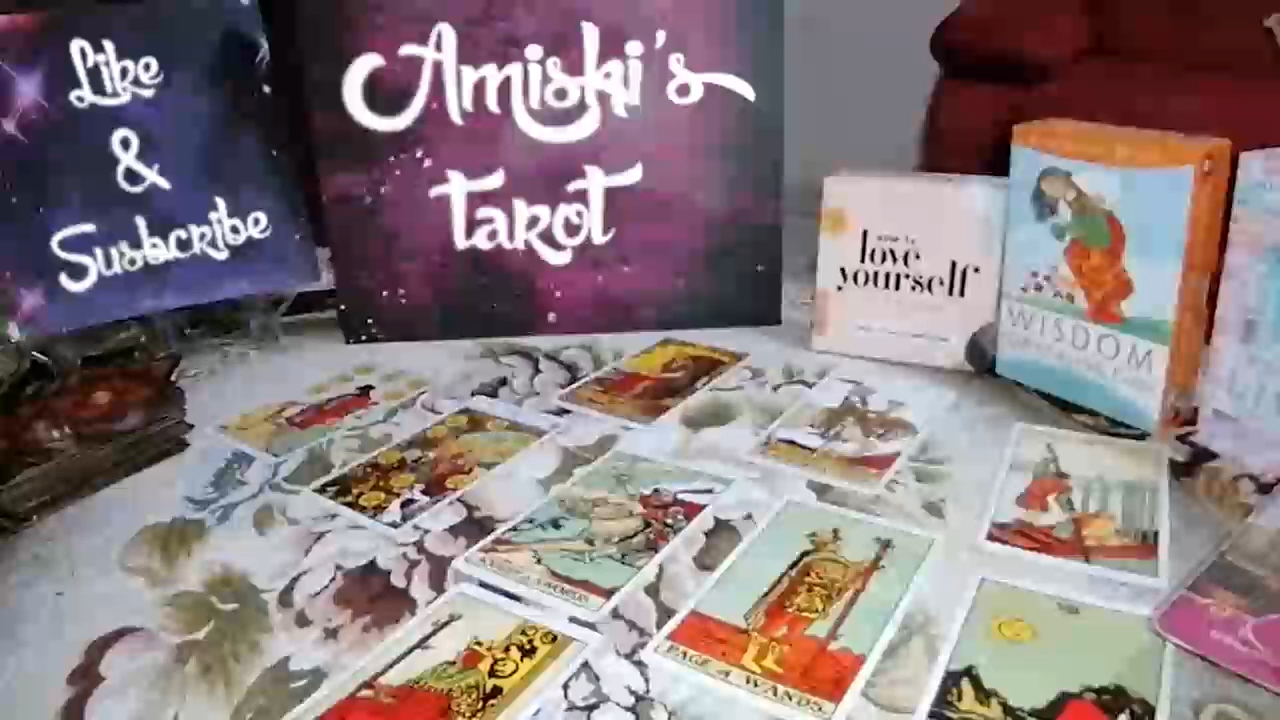 Like
&
Subscribe
Amiski's
tarot
love
yourself
WISDOM
PAGE of WANDS.